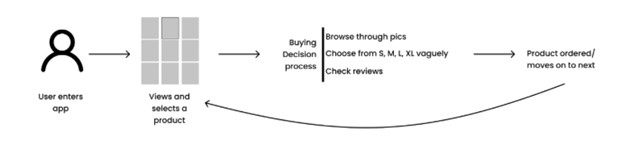 User enters
app
Views and
selects a
product
Buying
Decision
process
Browse through pics
Choose from S, M, L, XL vaguely
Check reviews
Product ordered/
moves on to next